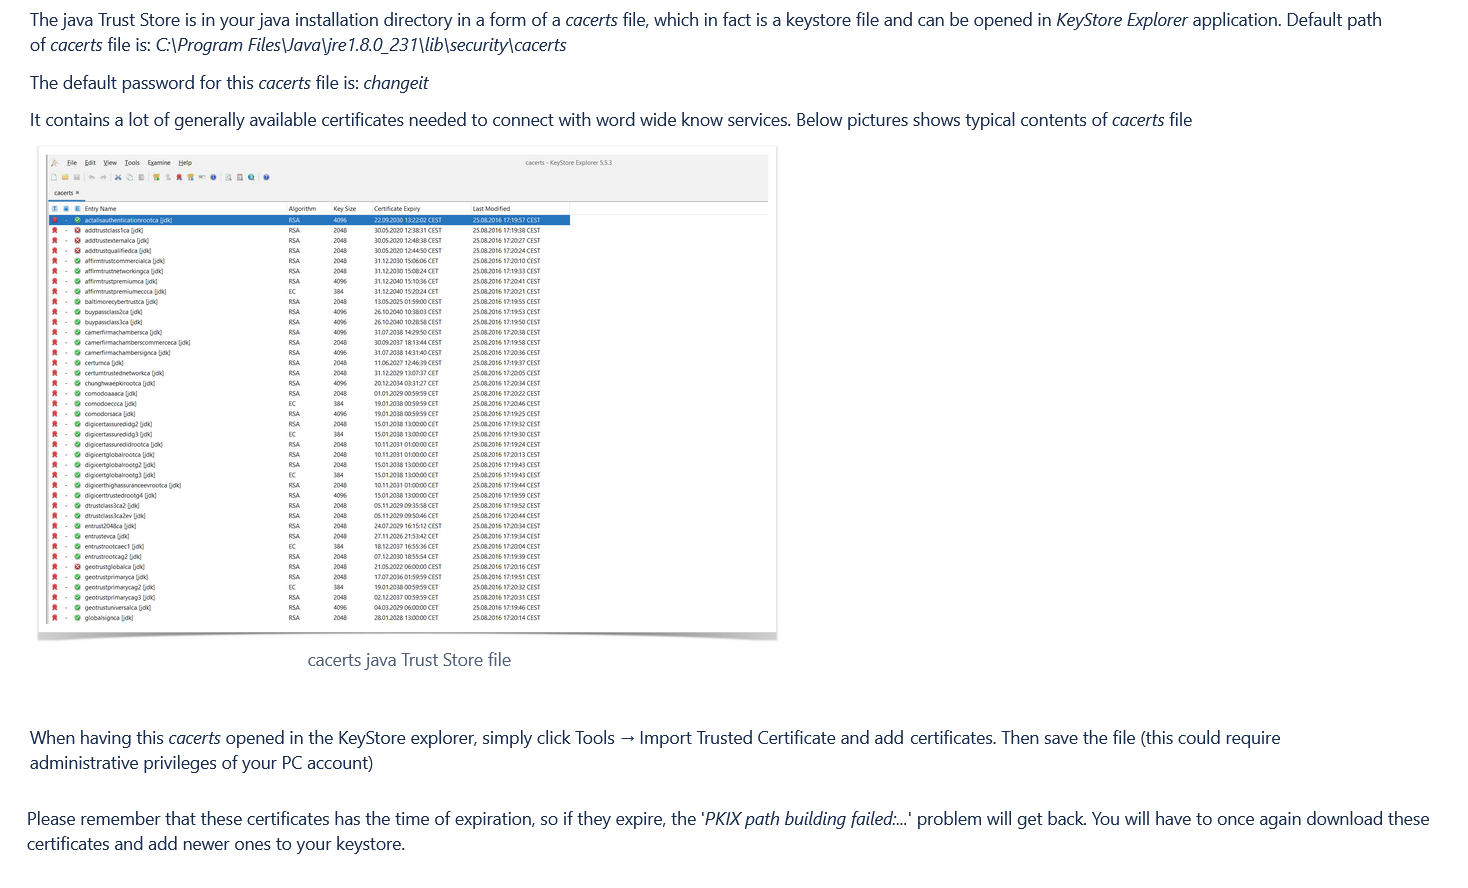 The java Trust Store is in your java installation directory in a form of a cacerts file, which in fact is a keystore file and can be opened in KeyStore Explorer application. Default path
of cacerts file is: C:\Program Files\Java\jre1.8.0_231\lib\security\cacerts
The default password for this cacerts file is: changeit
It contains a lot of generally available certificates needed to connect with word wide know services. Below pictures shows typical contents of cacerts file
File Edit View Tools Examine Help cacerts - KeyStore Explorer 5.5.3
cacerts
Entry Name Algorithm Key Size Certificate Expiry Last Modified
actalisauthenticationrootca [jdk] RSA 4096 22.09.2030 13:22:02 CEST 25.08.2016 17:19:57 CEST
addtrustclass1ca [jdk] RSA 2048 30.05.2020 12:38:31 CEST 25.08.2016 17:19:38 CEST
addtrustexternalca [jdk] RSA 2048 30.05.2020 12:48:38 CEST 25.08.2016 17:20:27 CEST
addtrustqualifiedca [jdk] RSA 2048 30.05.2020 12:44:50 CEST 25.08.2016 17:20:24 CEST
affirmtrustcommercialca [jdk] RSA 2048 31.12.2030 15:06:06 CET 25.08.2016 17:20:10 CEST
affirmtrustnetworkingca [jdk] RSA 2048 31.12.2030 15:08:24 CET 25.08.2016 17:19:33 CEST
affirmtrustpremiumca [jdk] RSA 4096 31.12.2040 15:10:36 CET 25.08.2016 17:20:41 CEST
affirmtrustpremiumeccca [jdk] EC 384 31.12.2040 15:20:24 CET 25.08.2016 17:20:21 CEST
baltimorecybertrustca [jdk] RSA 2048 13.05.2025 01:59:00 CEST 25.08.2016 17:19:55 CEST
buypassclass2ca [jdk] RSA 4096 26.10.2040 10:38:03 CEST 25.08.2016 17:19:53 CEST
buypassclass3ca [jdk] RSA 4096 26.10.2040 10:28:58 CEST 25.08.2016 17:19:50 CEST
camerfirmachambersca [jdk] RSA 4096 31.07.2038 14:29:50 CEST 25.08.2016 17:20:38 CEST
camerfirmachamberscommerceca [jdk] RSA 2048 30.09.2037 18:13:44 CEST 25.08.2016 17:19:58 CEST
camerfirmachambersignca [jdk] RSA 4096 31.07.2038 14:31:40 CEST 25.08.2016 17:20:36 CEST
certumca [jdk] RSA 2048 11.06.2027 12:46:39 CEST 25.08.2016 17:19:37 CEST
certumtrustednetworkca [jdk] RSA 2048 31.12.2029 13:07:37 CET 25.08.2016 17:20:05 CEST
chunghwaepkirootca [jdk] RSA 4096 20.12.2034 03:31:27 CET 25.08.2016 17:20:34 CEST
comodoaaaca [jdk] RSA 2048 01.01.2029 00:59:59 CET 25.08.2016 17:20:22 CEST
comodoeccca [jdk] EC 384 19.01.2038 00:59:59 CET 25.08.2016 17:20:46 CEST
comodorsaca [jdk] RSA 4096 19.01.2038 00:59:59 CET 25.08.2016 17:19:25 CEST
digicertassuredidg2 [jdk] RSA 2048 15.01.2038 13:00:00 CET 25.08.2016 17:19:32 CEST
digicertassuredidg3 [jdk] EC 384 15.01.2038 13:00:00 CET 25.08.2016 17:19:30 CEST
digicertassuredidrootca [jdk] RSA 2048 10.11.2031 01:00:00 CET 25.08.2016 17:19:24 CEST
digicertglobalrootca [jdk] RSA 2048 10.11.2031 01:00:00 CET 25.08.2016 17:20:13 CEST
digicertglobalrootg2 [jdk] RSA 2048 15.01.2038 13:00:00 CET 25.08.2016 17:19:43 CEST
digicertglobalrootg3 [jdk] EC 384 15.01.2038 13:00:00 CET 25.08.2016 17:19:43 CEST
digicerthighassuranceevrootca [jdk] RSA 2048 10.11.2031 01:00:00 CET 25.08.2016 17:19:44 CEST
digicerttrustedrootg4 [jdk] RSA 4096 15.01.2038 13:00:00 CET 25.08.2016 17:19:59 CEST
dtrustclass3ca2 [jdk] RSA 2048 05.11.2029 09:35:58 CET 25.08.2016 17:19:52 CEST
dtrustclass3ca2ev [jdk] RSA 2048 05.11.2029 09:50:46 CET 25.08.2016 17:20:44 CEST
entrust2048ca [jdk] RSA 2048 24.07.2029 16:15:12 CEST 25.08.2016 17:20:34 CEST
entrustevca [jdk] RSA 2048 27.11.2026 21:53:42 CET 25.08.2016 17:19:34 CEST
entrustrootcaec1 [jdk] EC 384 18.12.2037 16:55:36 CET 25.08.2016 17:20:04 CEST
entrustrootcag2 [jdk] RSA 2048 07.12.2030 18:55:54 CET 25.08.2016 17:19:39 CEST
geotrustglobalca [jdk] RSA 2048 21.05.2022 06:00:00 CEST 25.08.2016 17:20:16 CEST
geotrustprimaryca [jdk] RSA 2048 17.07.2036 01:59:59 CEST 25.08.2016 17:19:51 CEST
geotrustprimarycag2 [jdk] EC 384 19.01.2038 00:59:59 CET 25.08.2016 17:20:32 CEST
geotrustprimarycag3 [jdk] RSA 2048 02.12.2037 00:59:59 CET 25.08.2016 17:20:31 CEST
geotrustuniversalca [jdk] RSA 4096 04.03.2029 06:00:00 CET 25.08.2016 17:19:46 CEST
globalsignca [jdk] RSA 2048 28.01.2028 13:00:00 CET 25.08.2016 17:20:14 CEST
cacerts java Trust Store file
When having this cacerts opened in the KeyStore explorer, simply click Tools → Import Trusted Certificate and add certificates. Then save the file (this could require
administrative privileges of your PC account)
Please remember that these certificates has the time of expiration, so if they expire, the 'PKIX path building failed:...' problem will get back. You will have to once again download these
certificates and add newer ones to your keystore.